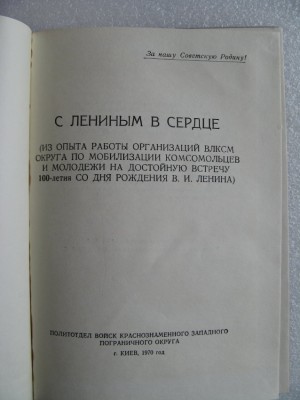 За нашу Советскую Родину!
С ЛЕНИНЫМ В СЕРДЦЕ
(ИЗ ОПЫТА РАБОТЫ ОРГАНИЗАЦИЙ ВЛКСМ
ОКРУГА ПО МОБИЛИЗАЦИИ КОМСОМОЛЬЦЕВ
И МОЛОДЕЖИ НА ДОСТОЙНУЮ ВСТРЕЧУ
100-летия СО ДНЯ РОЖДЕНИЯ В. И. ЛЕНИНА)
ПОЛИТОТДЕЛ ВОЙСК КРАСНОЗНАМЕННОГО ЗАПАДНОГО
ПОГРАНИЧНОГО ОКРУГА
г. КИЕВ, 1970 год